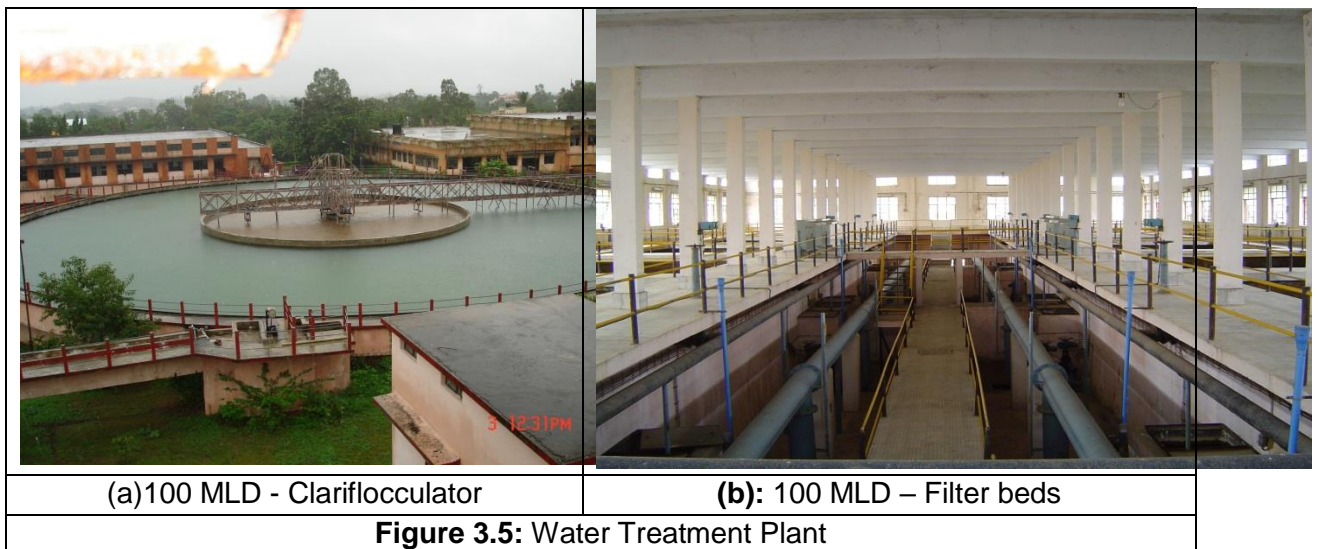 3 12:31PM
(a)100 MLD - Clariflocculator
(b): 100 MLD – Filter beds
Figure 3.5: Water Treatment Plant